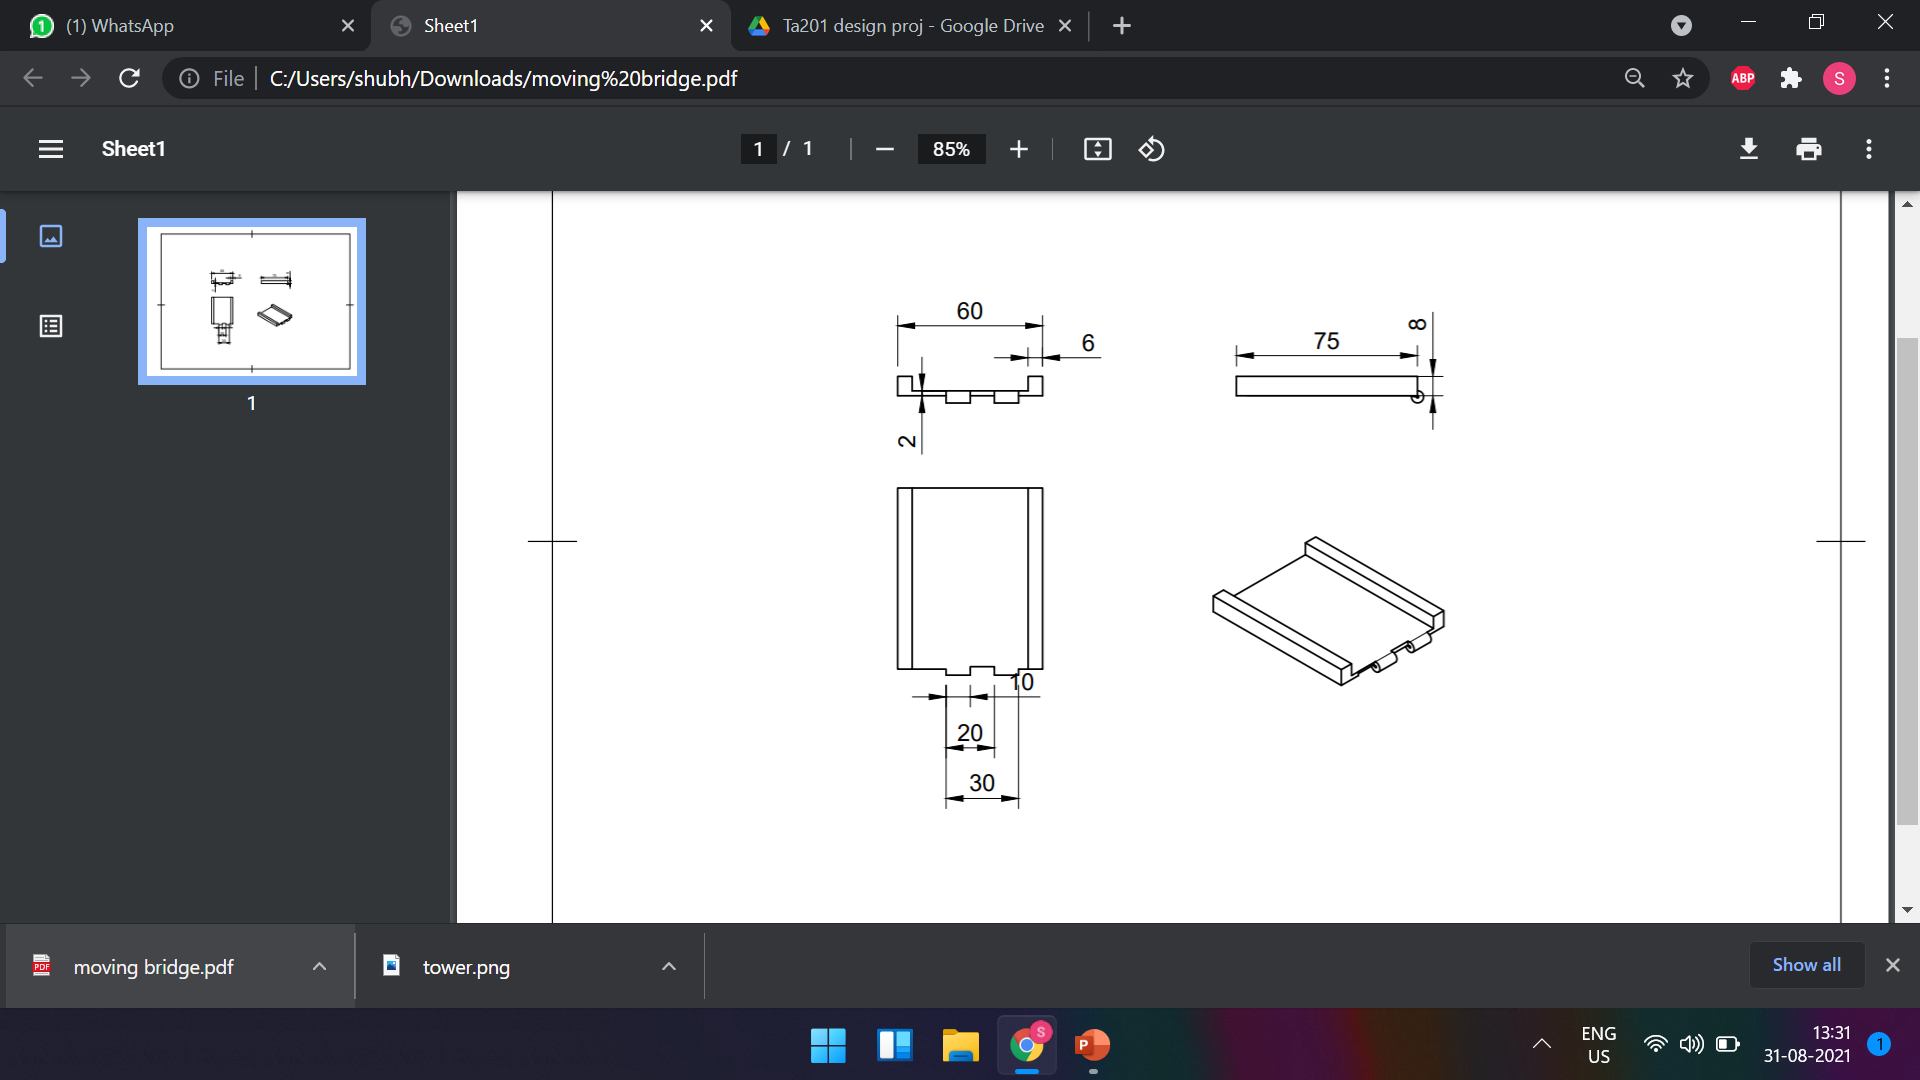 (1) WhatsApp
Sheet1
Ta201 design proj - Google Drive
File
C:/Users/shubh/Downloads/moving%20bridge.pdf
ABP
S
Sheet1
1 / 1
85%
1
60
6
2
75
8
10
20
30
moving bridge.pdf
tower.png
Show all
ENG
US
13:31
31-08-2021
1